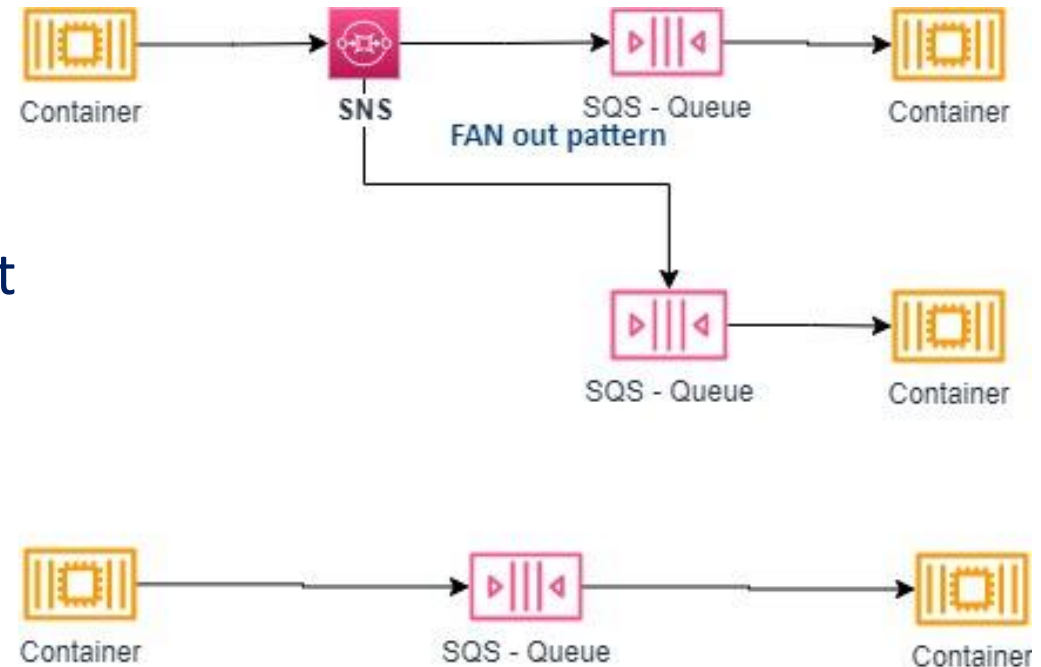 Container
SNS
SQS - Queue
Container
FAN out pattern
t
SQS - Queue
Container
Container
SQS - Queue
Container